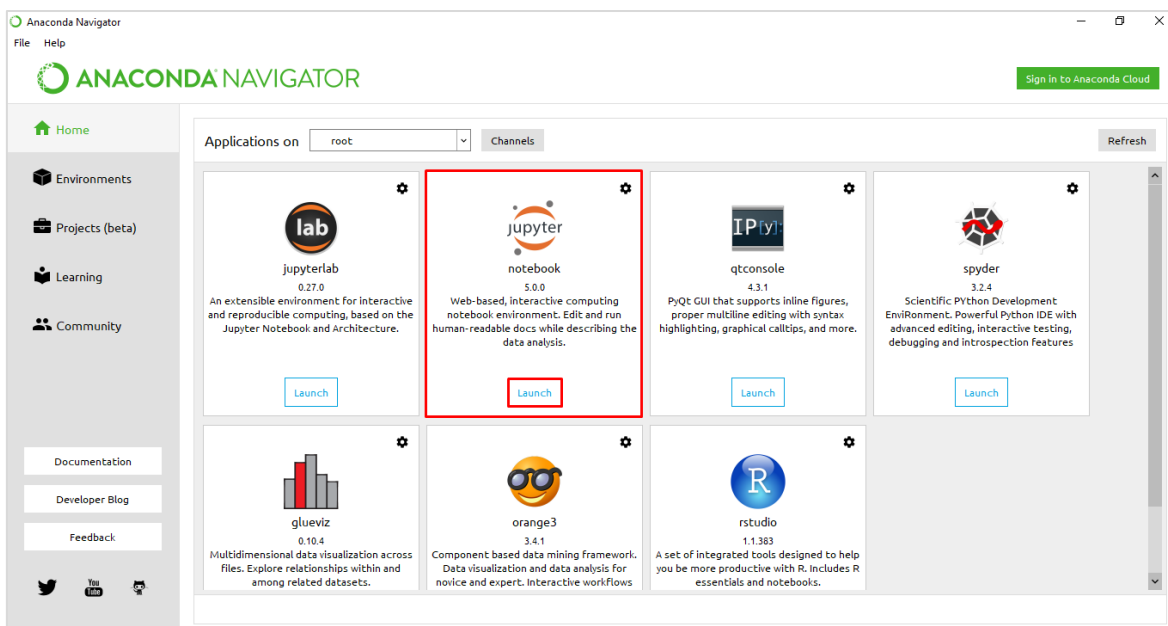 Anaconda Navigator
File Help
ANACONDA NAVIGATOR
Sign in to Anaconda Cloud
Home
Environments
Projects (beta)
Learning
Community
Documentation
Developer Blog
Feedback
You
Tube
Applications on root Channels Refresh
lab
jupyterlab
0.27.0
An extensible environment for interactive
and reproducible computing, based on the
Jupyter Notebook and Architecture.
Launch
jupyter
notebook
5.0.0
Web-based, interactive computing
notebook environment. Edit and run
human-readable docs while describing the
data analysis.
Launch
IP[y]:
qtconsole
4.3.1
PyQt GUI that supports inline figures,
proper multiline editing with syntax
highlighting, graphical calltips, and more.
Launch
spyder
3.2.4
Scientific PYthon Development
EnviRonment. Powerful Python IDE with
advanced editing, interactive testing,
debugging and introspection features
Launch
glueviz
0.10.4
Multidimensional data visualization across
files. Explore relationships within and
among related datasets.
orange3
3.4.1
Component based data mining framework.
Data visualization and data analysis for
novice and expert. Interactive workflows
R
rstudio
1.1.383
A set of integrated tools designed to help
you be more productive with R. Includes R
essentials and notebooks.